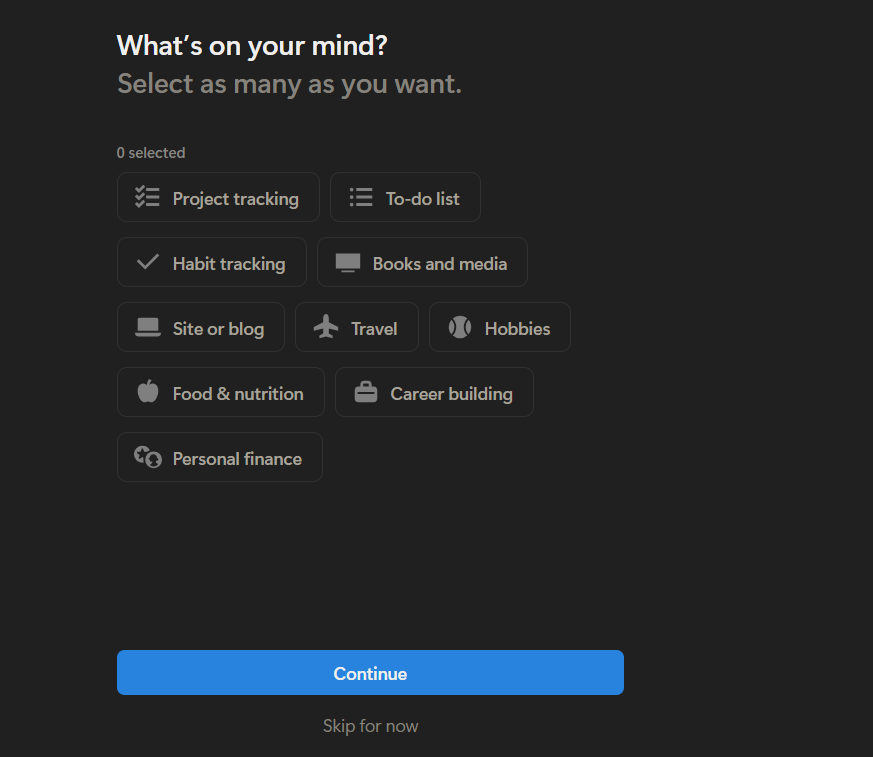 What's on your mind?
Select as many as you want.
0 selected
Project tracking
To-do list
Habit tracking
Books and media
Site or blog
Travel
Hobbies
Food & nutrition
Career building
Personal finance
Continue
Skip for now